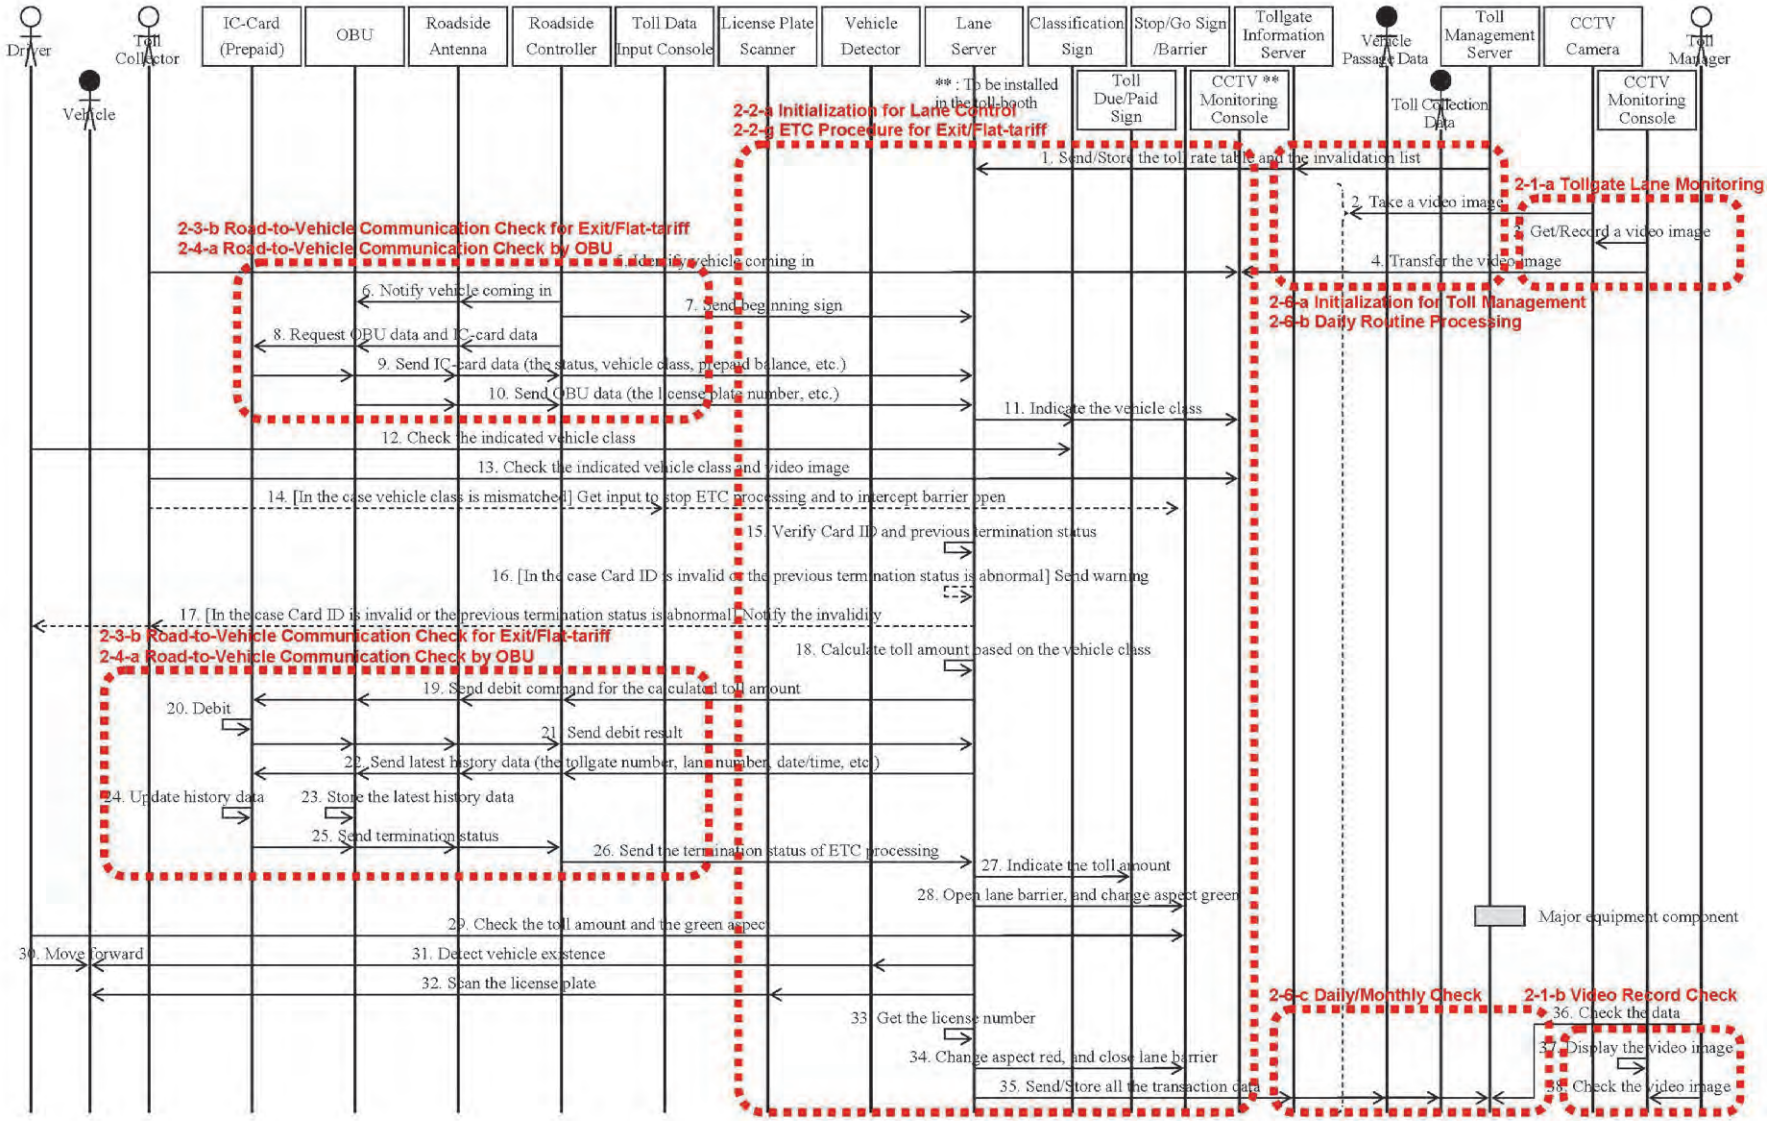 Driver
Toll
Collector
Vehicle
IC-Card
(Prepaid)
OBU
Roadside
Antenna
Roadside
Controller
Toll Data
Input Console
License Plate
Scanner
Vehicle
Detector
Lane
Server
Classification
Sign
Stop/Go Sign
/Barrier
Tollgate
Information
Server
Vehicle
Passage Data
Toll
Management
Server
CCTV
Camera
Toll
Manager
** : To be installed
in the toll-booth
Toll
Due/Paid
Sign
CCTV **
Monitoring
Console
Toll Collection
Data
CCTV
Monitoring
Console
2-2-a Initialization for Lane Control
2-2-g ETC Procedure for Exit/Flat-tariff
1. Send/Store the toll rate table and the invalidation list
2-1-a Tollgate Lane Monitoring
2. Take a video image
3. Get/Record a video image
2-3-b Road-to-Vehicle Communication Check for Exit/Flat-tariff
2-4-a Road-to-Vehicle Communication Check by OBU
4. Transfer the video image
5. Identify vehicle coming in
6. Notify vehicle coming in
2-6-a Initialization for Toll Management
2-6-b Daily Routine Processing
7. Send beginning sign
8. Request OBU data and IC-card data
9. Send IC-card data (the status, vehicle class, prepaid balance, etc.)
10. Send OBU data (the license plate number, etc.)
11. Indicate the vehicle class
12. Check the indicated vehicle class
13. Check the indicated vehicle class and video image
14. [In the case vehicle class is mismatched] Get input to stop ETC processing and to intercept barrier open
15. Verify Card ID and previous termination status
16. [In the case Card ID is invalid or the previous termination status is abnormal] Send warning
17. [In the case Card ID is invalid or the previous termination status is abnormal] Notify the invalidity
2-3-b Road-to-Vehicle Communication Check for Exit/Flat-tariff
2-4-a Road-to-Vehicle Communication Check by OBU
18. Calculate toll amount based on the vehicle class
19. Send debit command for the calculated toll amount
20. Debit
21. Send debit result
22. Send latest history data (the tollgate number, lane number, date/time, etc.)
24. Update history data
23. Store the latest history data
25. Send termination status
26. Send the termination status of ETC processing
27. Indicate the toll amount
28. Open lane barrier, and change aspect green
29. Check the toll amount and the green aspect
Major equipment component
30. Move forward
31. Detect vehicle existence
32. Scan the license plate
2-6-c Daily/Monthly Check
2-1-b Video Record Check
33. Get the license number
36. Check the data
34. Change aspect red, and close lane barrier
37. Display the video image
35. Send/Store all the transaction data
38. Check the video image